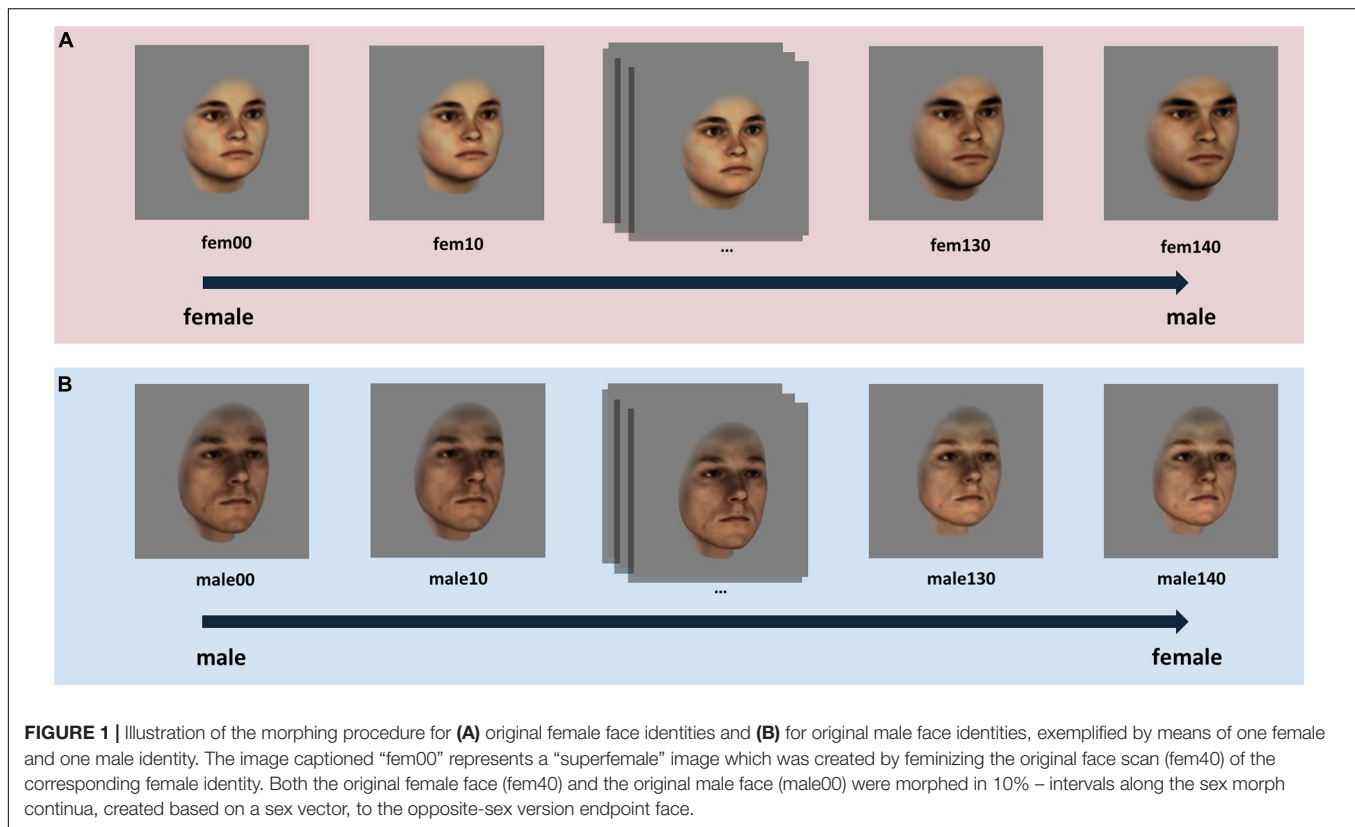 A
fem00 fem10 ... fem130 fem140
female male
B
male00 male10 ... male130 male140
male female
FIGURE 1 | Illustration of the morphing procedure for (A) original female face identities and (B) for original male face identities, exemplified by means of one female
and one male identity. The image captioned “fem00” represents a “superfemale” image which was created by feminizing the original face scan (fem40) of the
corresponding female identity. Both the original female face (fem40) and the original male face (male00) were morphed in 10% – intervals along the sex morph
continua, created based on a sex vector, to the opposite-sex version endpoint face.